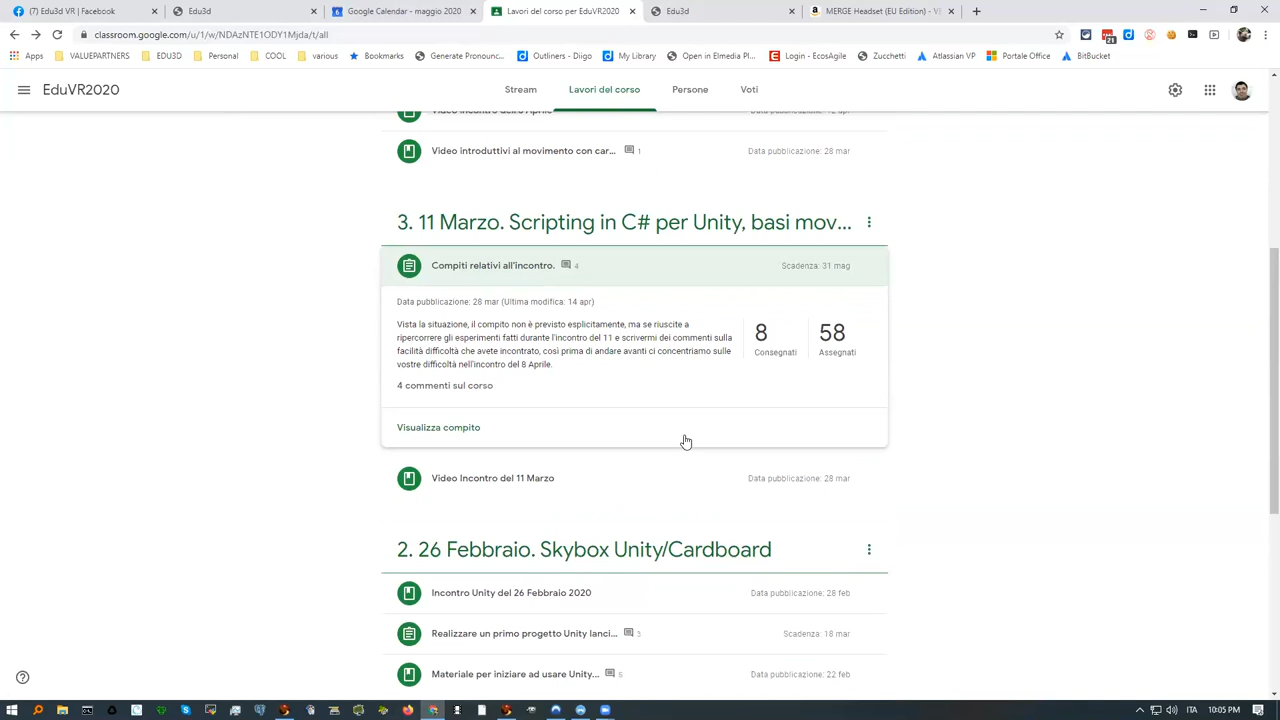 (7) Edu3D VR | Facebook
Edu3d
Google Calendar - maggio 2020
Lavori del corso per EduVR2020
Edu3d
MERGE Headset (EU Edition) - V
classroom.google.com/u/1/w/NDAzNTE1ODY1Mjda/t/all
21
Apps
VALUEPARTNERS
EDU3D
Personal
COOL
various
Bookmarks
Generate Pronounc...
Outliners - Diigo
My Library
Open in Elmedia Pl...
Login - EcosAgile
Zucchetti
Atlassian VP
Portale Office
BitBucket
EduVR2020
Stream
Lavori del corso
Persone
Voti
Video introduttivi al movimento con car...
1
Data pubblicazione: 28 mar
3. 11 Marzo. Scripting in C# per Unity, basi mov...
Compiti relativi all'incontro.
4
Scadenza: 31 mag
Data pubblicazione: 28 mar (Ultima modifica: 14 apr)
Vista la situazione, il compito non è previsto esplicitamente, ma se riuscite a
ripercorrere gli esperimenti fatti durante l'incontro del 11 e scrivermi dei commenti sulla
facilità difficoltà che avete incontrato, così prima di andare avanti ci concentriamo sulle
vostre difficoltà nell'incontro del 8 Aprile.
8
Consegnati
58
Assegnati
4 commenti sul corso
Visualizza compito
Video Incontro del 11 Marzo
Data pubblicazione: 28 mar
2. 26 Febbraio. Skybox Unity/Cardboard
Incontro Unity del 26 Febbraio 2020
Data pubblicazione: 28 feb
Realizzare un primo progetto Unity lanci...
3
Scadenza: 18 mar
Materiale per iniziare ad usare Unity...
5
Data pubblicazione: 22 feb
ITA
10:05 PM